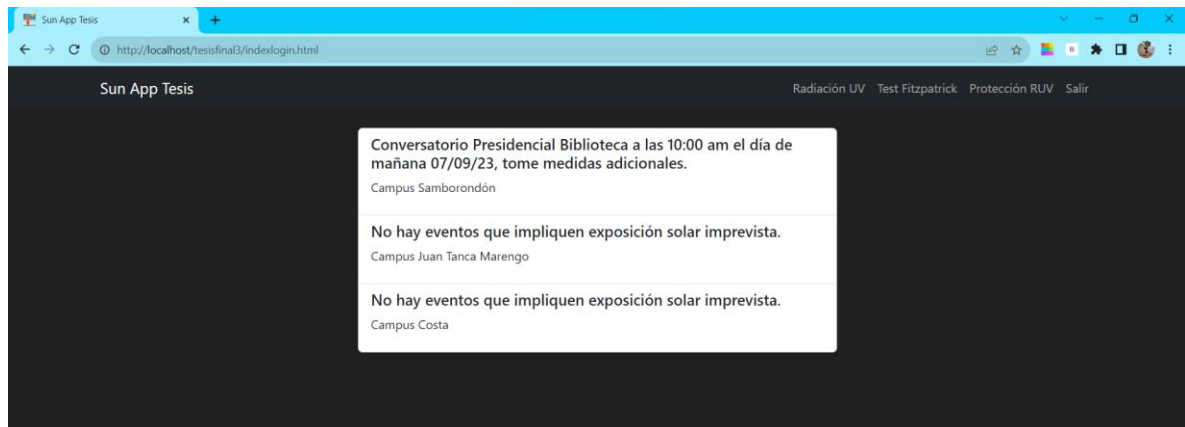 Sun App Tesis
http://localhost/tesisfinal3/indexlogin.html
Sun App Tesis
Radiación UV Test Fitzpatrick Protección RUV Salir
Conversatorio Presidencial Biblioteca a las 10:00 am el día de
mañana 07/09/23, tome medidas adicionales.
Campus Samborondón
No hay eventos que impliquen exposición solar imprevista.
Campus Juan Tanca Marengo
No hay eventos que impliquen exposición solar imprevista.
Campus Costa